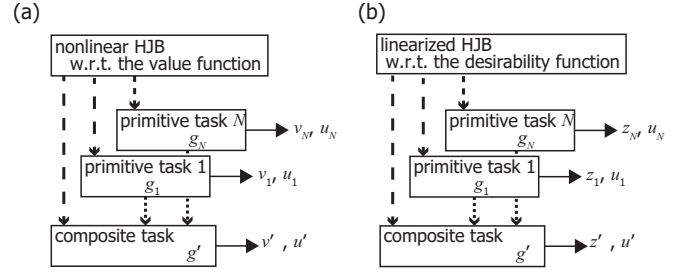 (a)
nonlinear HJB
w.r.t. the value function
primitive task N
g_N
v_N, u_N
primitive task 1
g_1
v_1, u_1
composite task
g'
v' , u'
(b)
linearized HJB
w.r.t. the desirability function
primitive task N
g_N
z_N, u_N
primitive task 1
g_1
z_1, u_1
composite task
g'
z' , u'